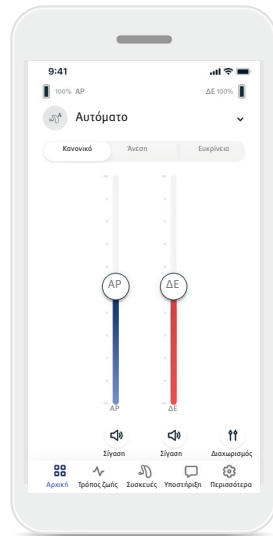 9:41
100% ΑΡ ΔΕ 100%
Αυτόματο
Κανονικό Άνεση Ευκρίνεια
ΑΡ ΔΕ
ΑΡ ΔΕ
Σίγαση Σίγαση Διαχωρισμός
Αρχική Τρόπος ζωής Συσκευές Υποστήριξη Περισσότερα